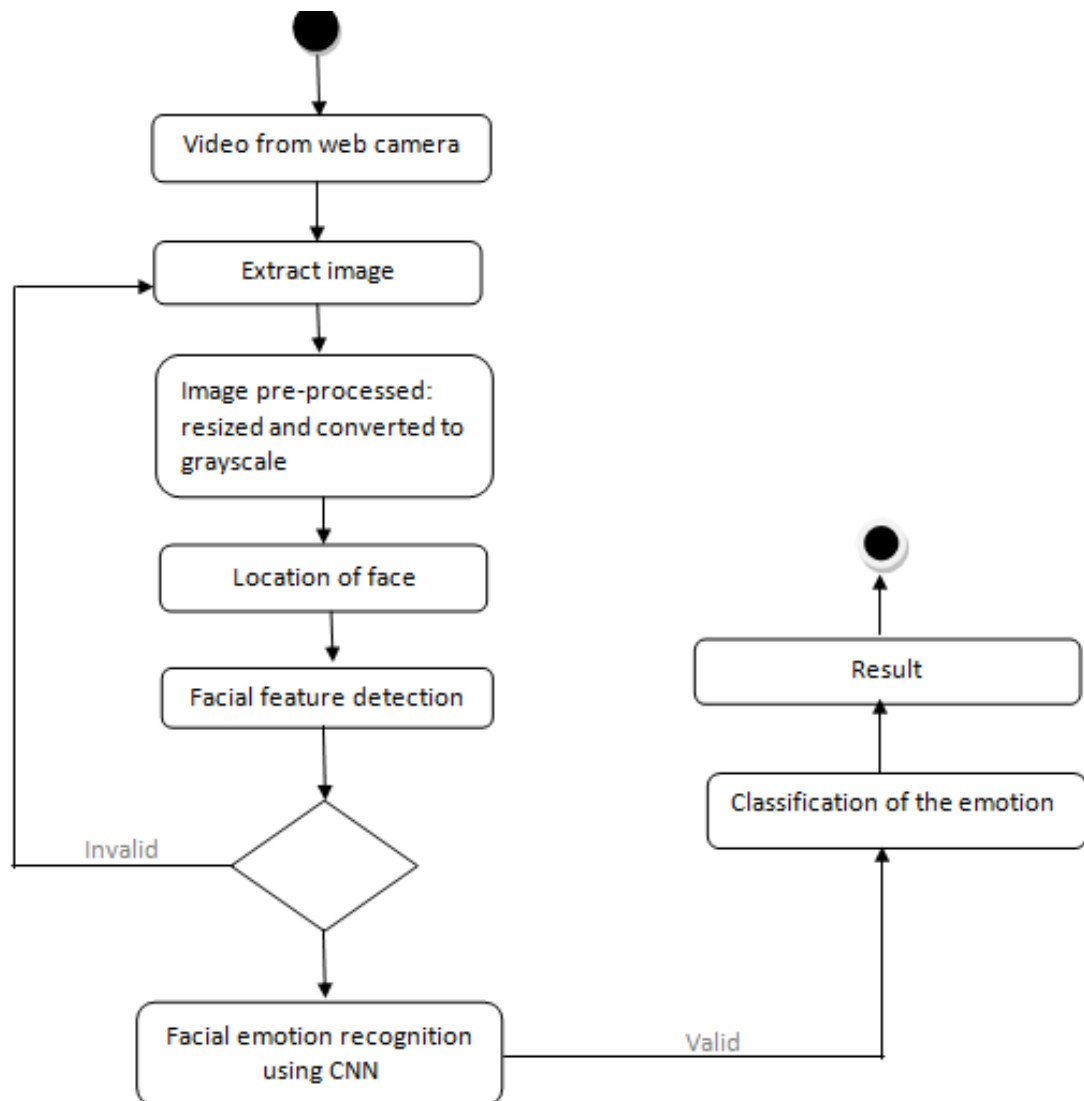 Video from web camera
Extract image
Image pre-processed:
resized and converted to
grayscale
Location of face
Facial feature detection
Invalid
Facial emotion recognition
using CNN
Valid
Classification of the emotion
Result